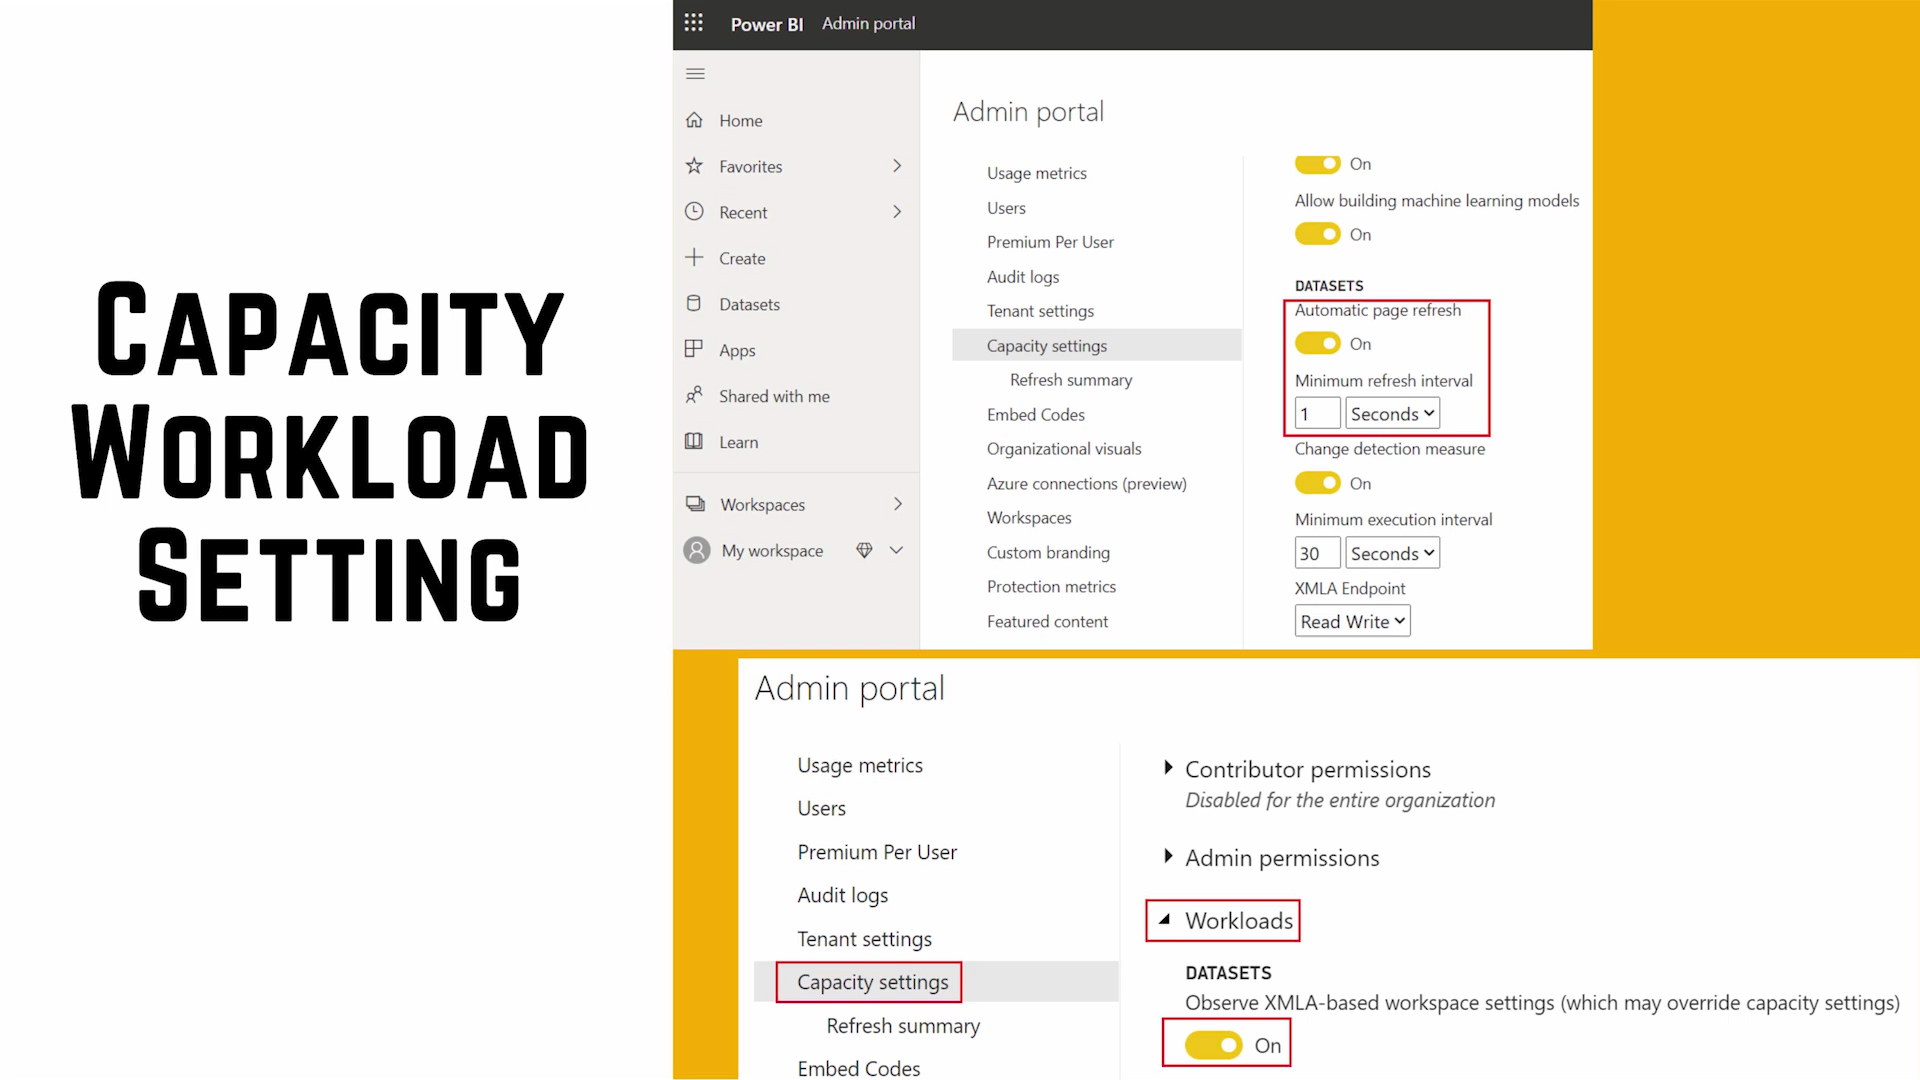 CAPACITY
WORKLOAD
SETTING
Power BI Admin portal
Home
Favorites
Recent
Create
Datasets
Apps
Shared with me
Learn
Workspaces
My workspace
Admin portal
Usage metrics
Users
Premium Per User
Audit logs
Tenant settings
Capacity settings
Refresh summary
Embed Codes
Organizational visuals
Azure connections (preview)
Workspaces
Custom branding
Protection metrics
Featured content
On
Allow building machine learning models
On
DATASETS
Automatic page refresh
On
Minimum refresh interval
1 Seconds
Change detection measure
On
Minimum execution interval
30 Seconds
XMLA Endpoint
Read Write
Admin portal
Usage metrics
Users
Premium Per User
Audit logs
Tenant settings
Capacity settings
Refresh summary
Embed Codes
Contributor permissions
Disabled for the entire organization
Admin permissions
Workloads
DATASETS
Observe XMLA-based workspace settings (which may override capacity settings)
On